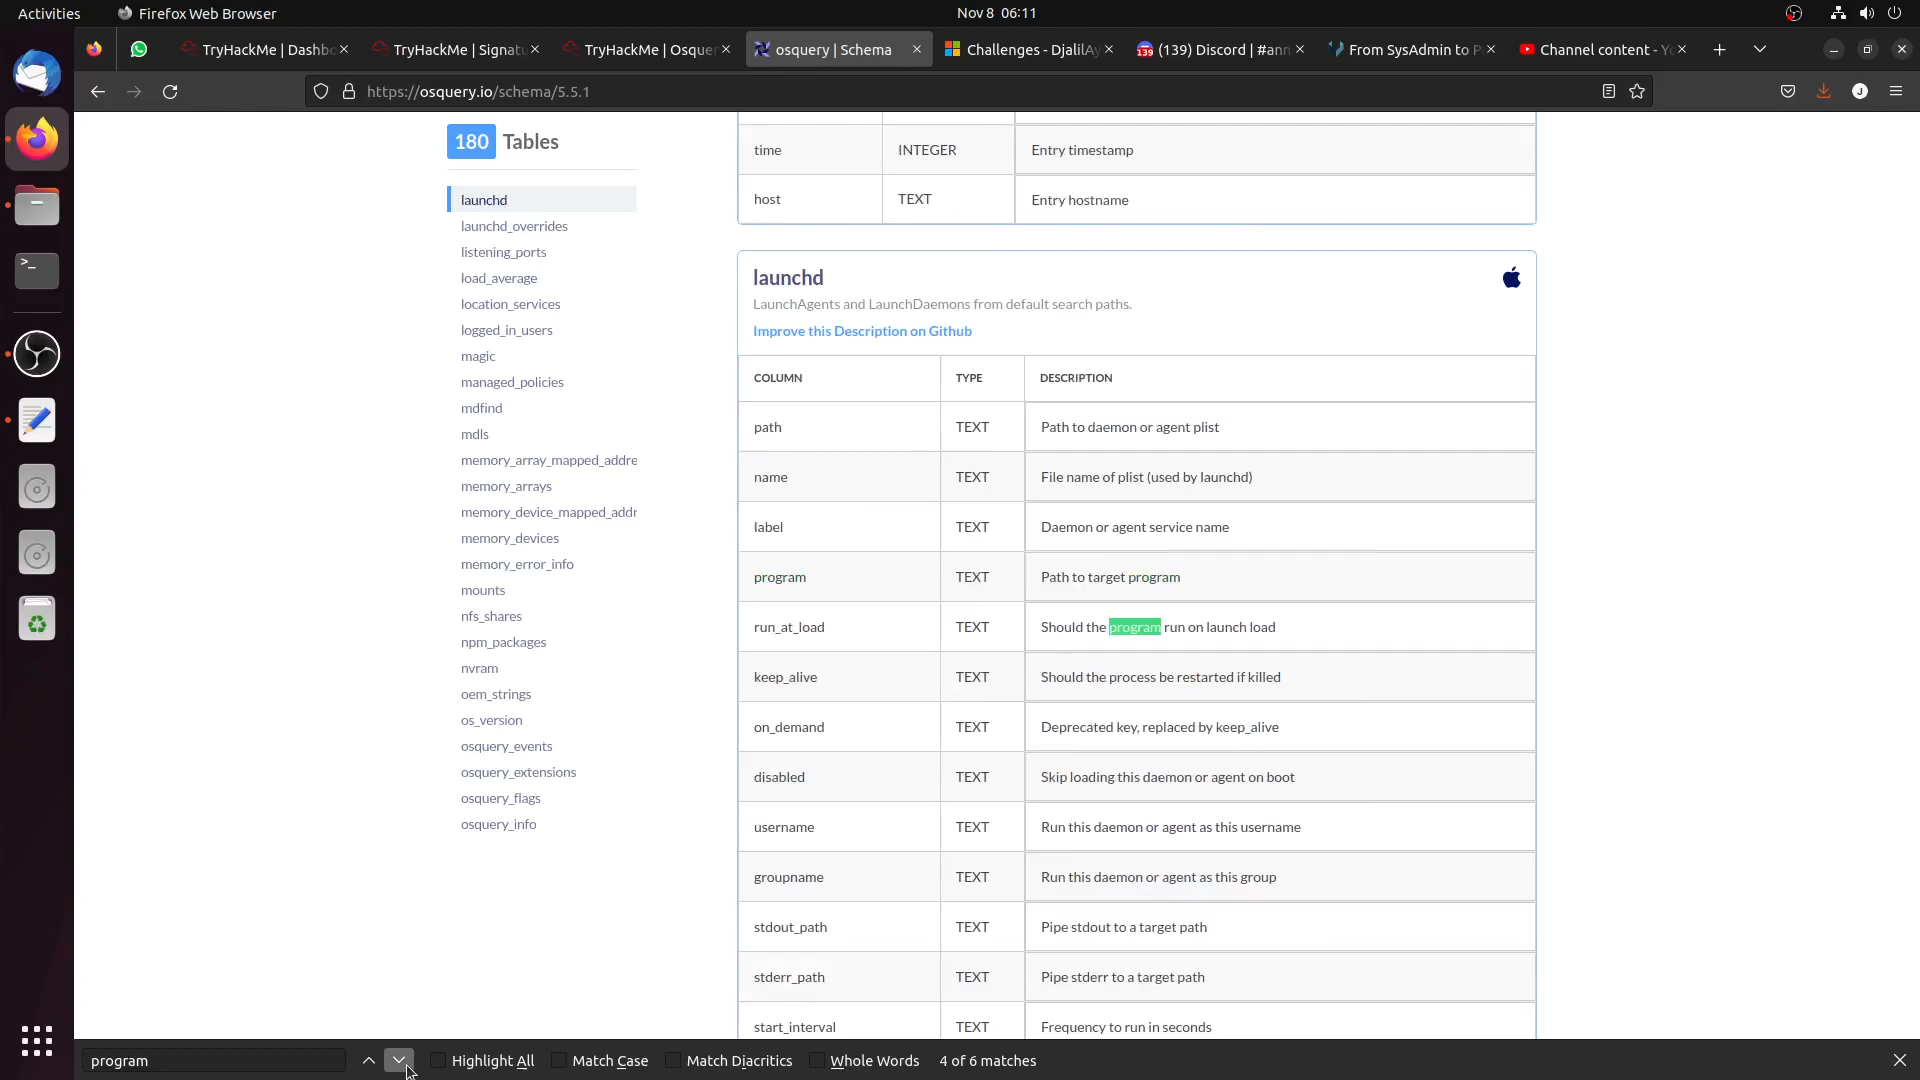 Activities
Firefox Web Browser
Nov 8 06:11
TryHackMe | Dashbo
TryHackMe | Signatu
TryHackMe | Osquer
osquery | Schema
Challenges - DjalilAy
(139) Discord | #ann
From SysAdmin to P
Channel content - Yo
https://osquery.io/schema/5.5.1
180 Tables
launchd
launchd_overrides
listening_ports
load_average
location_services
logged_in_users
magic
managed_policies
mdfind
mdls
memory_array_mapped_addre
memory_arrays
memory_device_mapped_addr
memory_devices
memory_error_info
mounts
nfs_shares
npm_packages
nvram
oem_strings
os_version
osquery_events
osquery_extensions
osquery_flags
osquery_info
time INTEGER Entry timestamp
host TEXT Entry hostname
launchd
LaunchAgents and LaunchDaemons from default search paths.
Improve this Description on Github
COLUMN TYPE DESCRIPTION
path TEXT Path to daemon or agent plist
name TEXT File name of plist (used by launchd)
label TEXT Daemon or agent service name
program TEXT Path to target program
run_at_load TEXT Should the program run on launch load
keep_alive TEXT Should the process be restarted if killed
on_demand TEXT Deprecated key, replaced by keep_alive
disabled TEXT Skip loading this daemon or agent on boot
username TEXT Run this daemon or agent as this username
groupname TEXT Run this daemon or agent as this group
stdout_path TEXT Pipe stdout to a target path
stderr_path TEXT Pipe stderr to a target path
start_interval TEXT Frequency to run in seconds
program
Highlight All
Match Case
Match Diacritics
Whole Words
4 of 6 matches